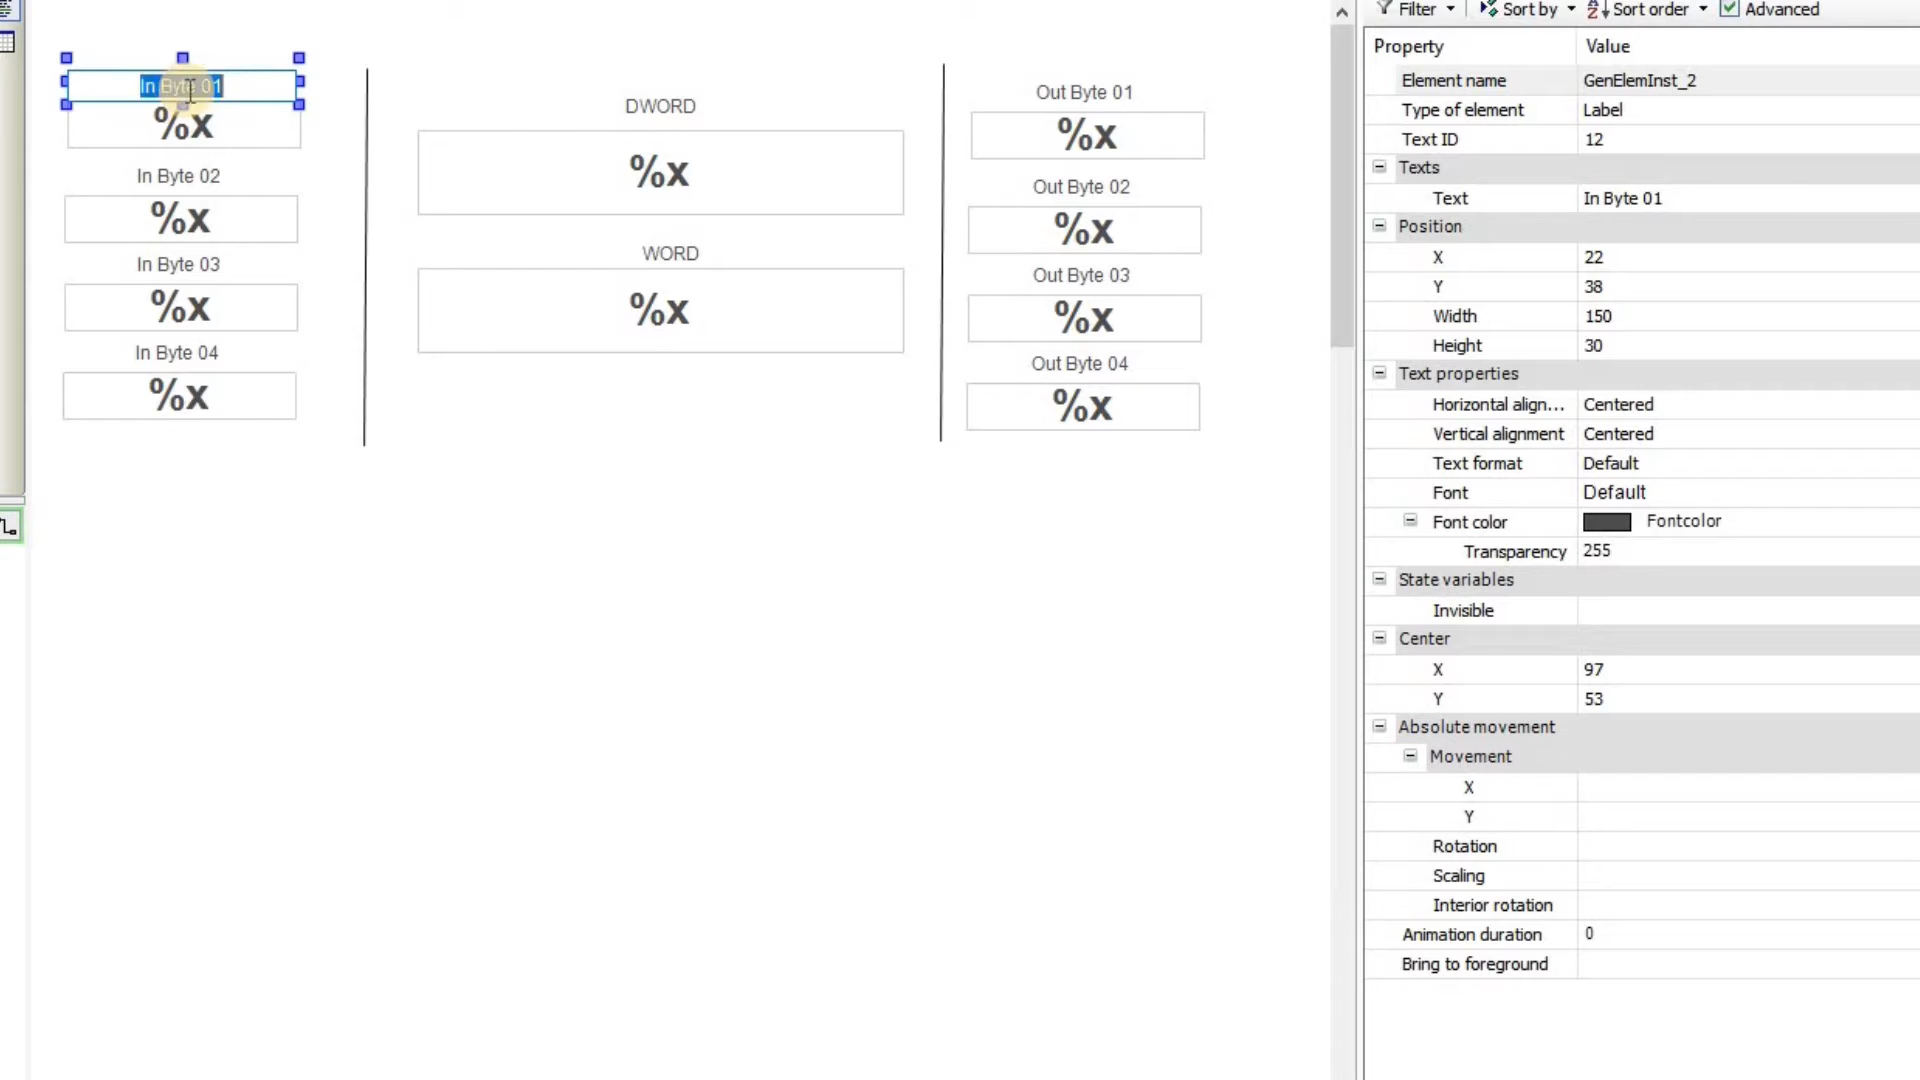 In Byte 01
%x
In Byte 02
%x
In Byte 03
%x
In Byte 04
%x
DWORD
%x
WORD
%x
Out Byte 01
%x
Out Byte 02
%x
Out Byte 03
%x
Out Byte 04
%x
Filter Sort by Sort order Advanced
Property Value
Element name GenElemInst_2
Type of element Label
Text ID 12
Texts
Text In Byte 01
Position
X 22
Y 38
Width 150
Height 30
Text properties
Horizontal align... Centered
Vertical alignment Centered
Text format Default
Font Default
Font color Fontcolor
Transparency 255
State variables
Invisible
Center
X 97
Y 53
Absolute movement
Movement
X
Y
Rotation
Scaling
Interior rotation
Animation duration 0
Bring to foreground